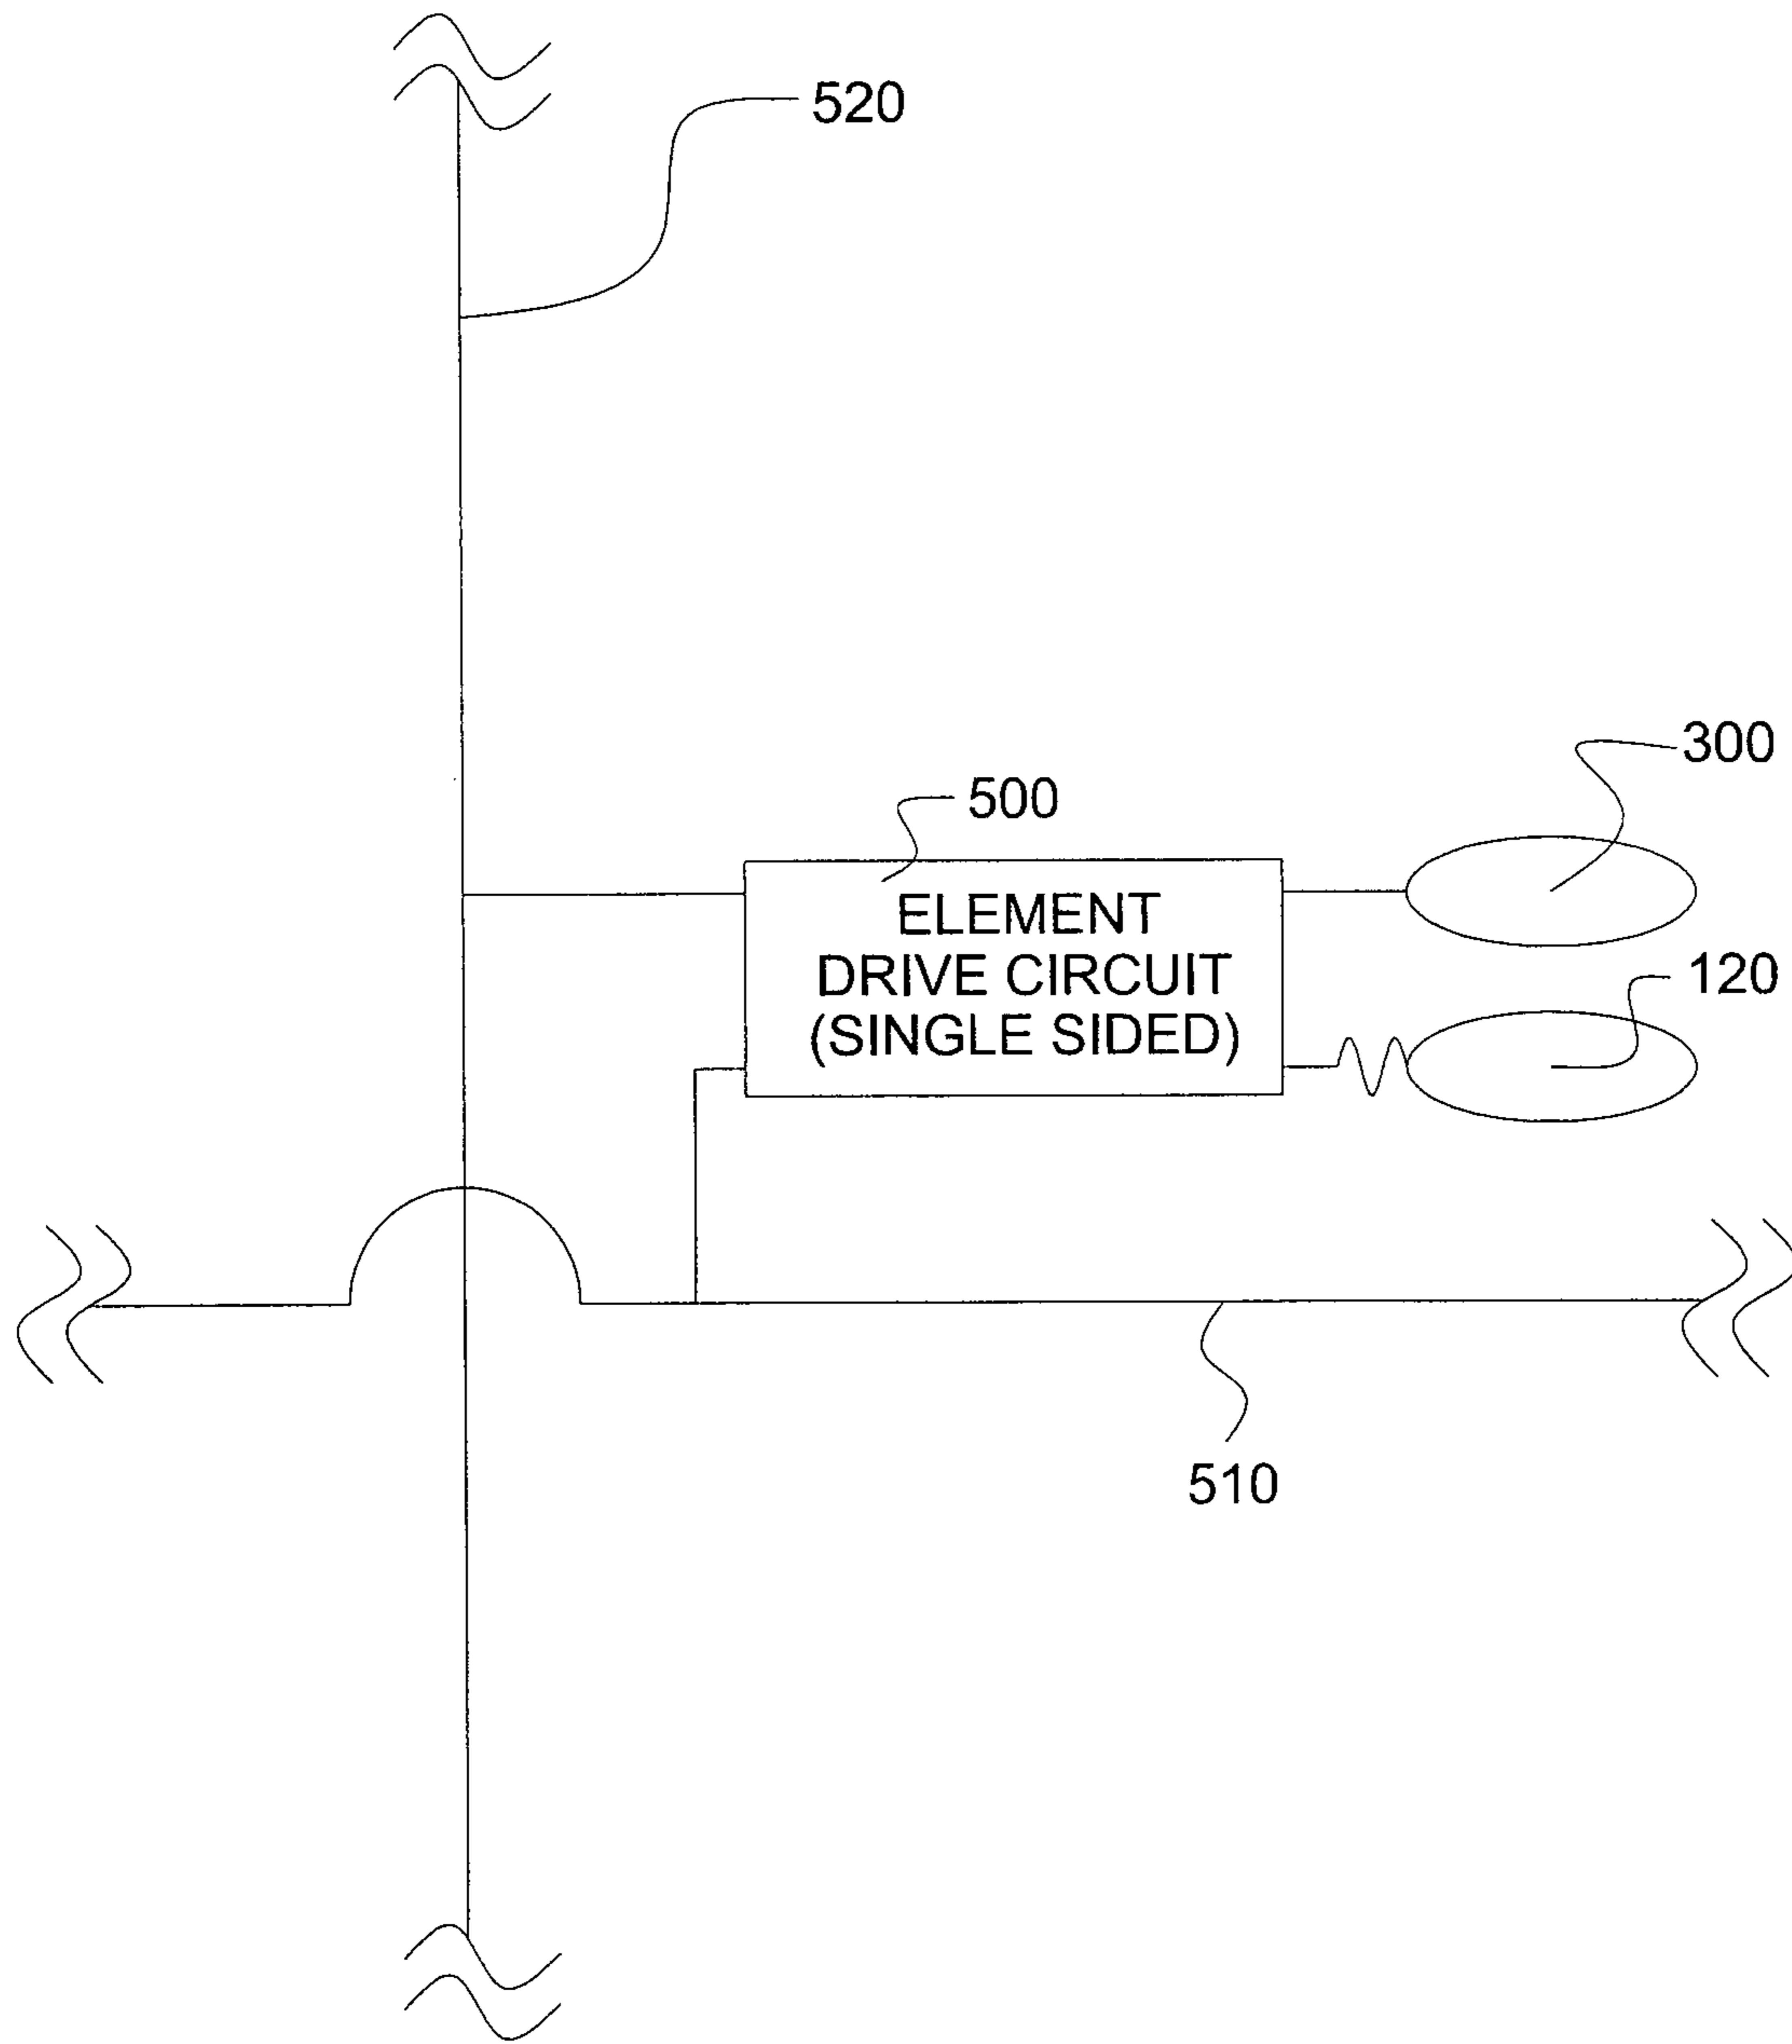 520
300
500
ELEMENT
DRIVE CIRCUIT
(SINGLE SIDED)
120
510